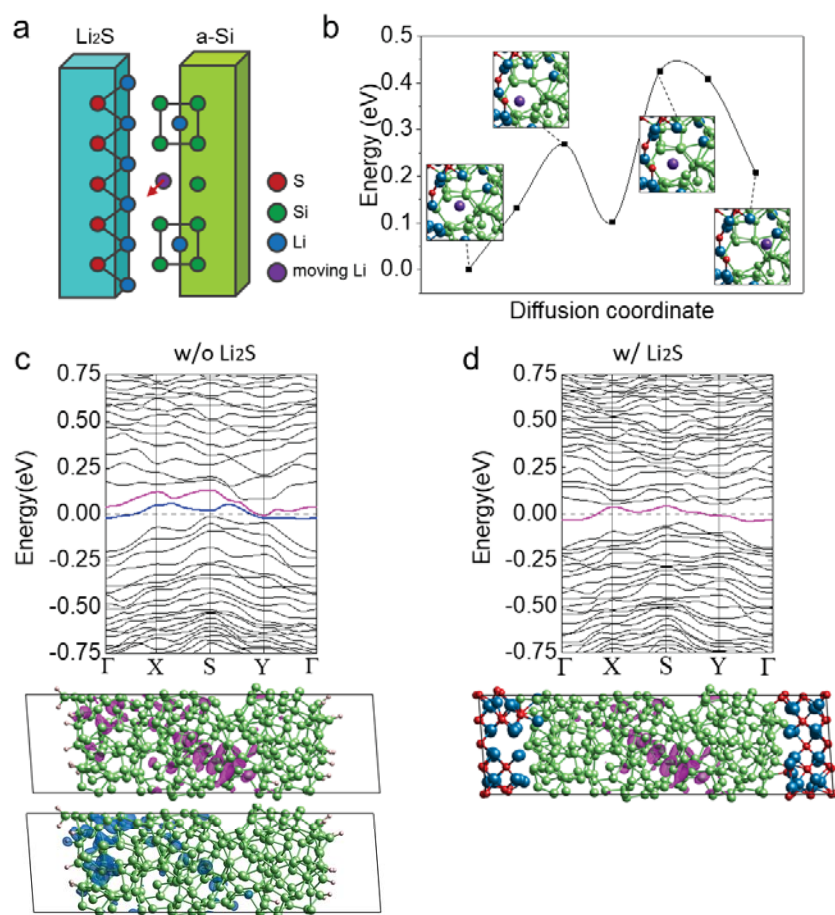 a
Li₂S
a-Si
S
Si
Li
moving Li
b
Energy (eV)
0.5
0.4
0.3
0.2
0.1
0.0
Diffusion coordinate
c
w/o Li₂S
Energy(eV)
0.75
0.50
0.25
0.00
-0.25
-0.50
-0.75
Γ X S Y Γ
d
w/ Li₂S
Energy(eV)
0.75
0.50
0.25
0.00
-0.25
-0.50
-0.75
Γ X S Y Γ